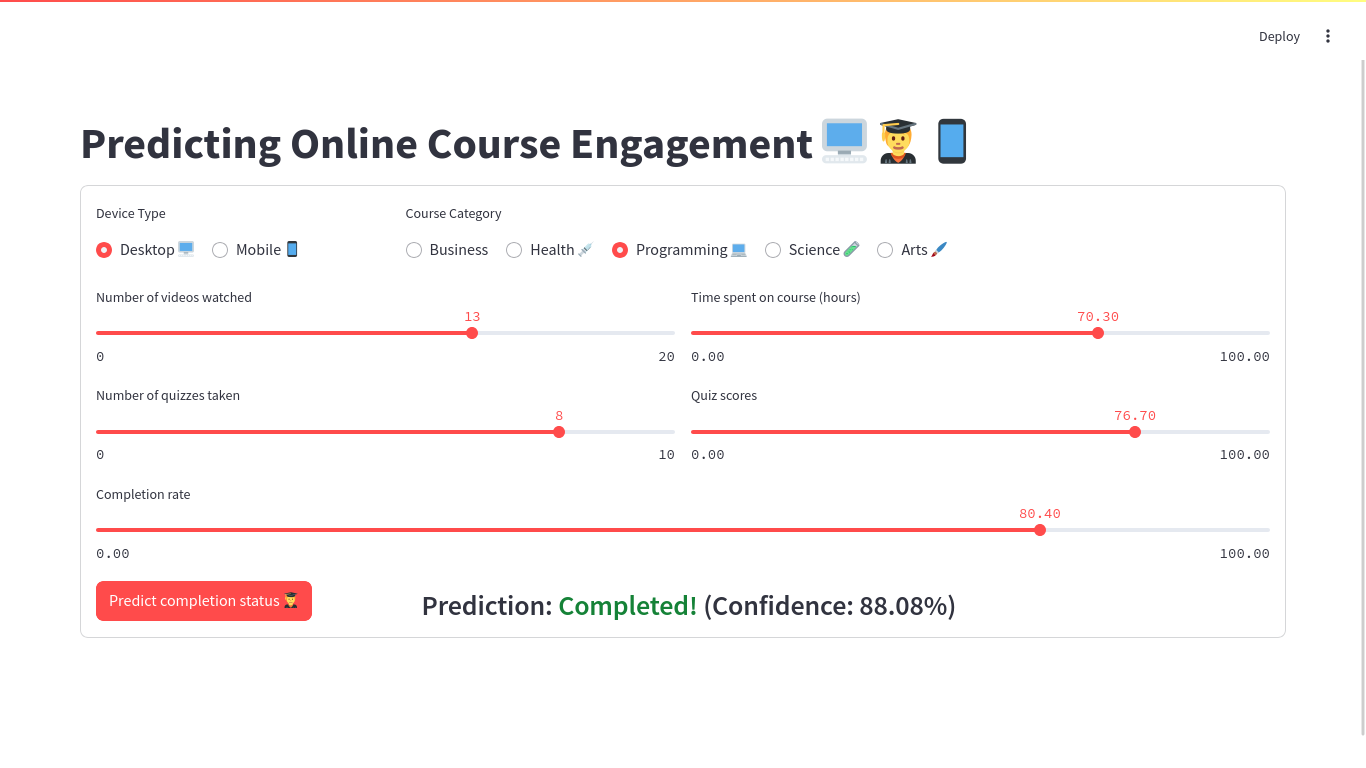 Deploy
Predicting Online Course Engagement 🖥️ 👨‍🎓 📱
Device Type
Course Category
Desktop 🖥️ Mobile 📱
Business Health 💉 Programming 💻 Science 🧪 Arts 🖌️
Number of videos watched
Time spent on course (hours)
13
70.30
0 20
0.00 100.00
Number of quizzes taken
Quiz scores
8
76.70
0 10
0.00 100.00
Completion rate
80.40
0.00 100.00
Predict completion status 👨‍🎓
Prediction: Completed! (Confidence: 88.08%)